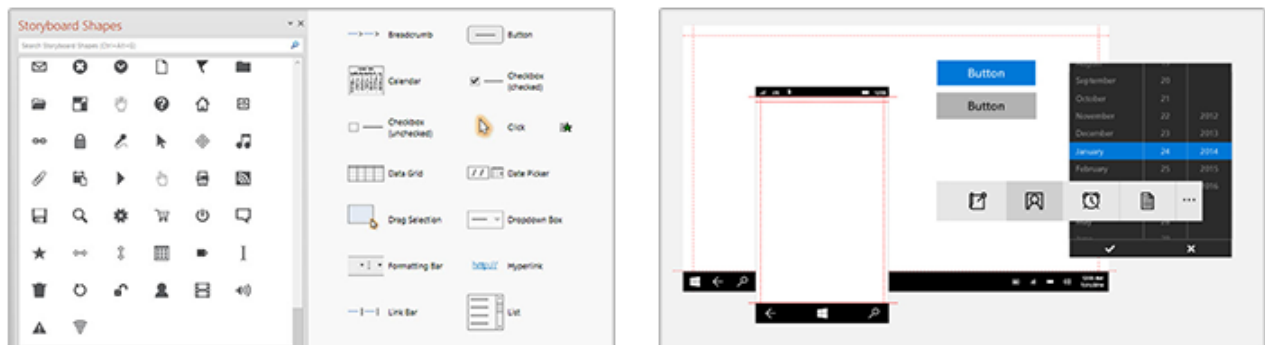 Storyboard Shapes
Search Storyboard Shapes (Ctrl+Alt+Q)
Breadcrumb
Button
Calendar
Checkbox
(checked)
Checkbox
(unchecked)
Click
Data Grid
Date Picker
Drag Selection
Dropdown Box
Formatting Bar
http://
Hyperlink
Link Bar
List
Button
Button
September 20
October 21
November 22 2012
December 23 2013
January 24 2014
February 25 2015
2016
May